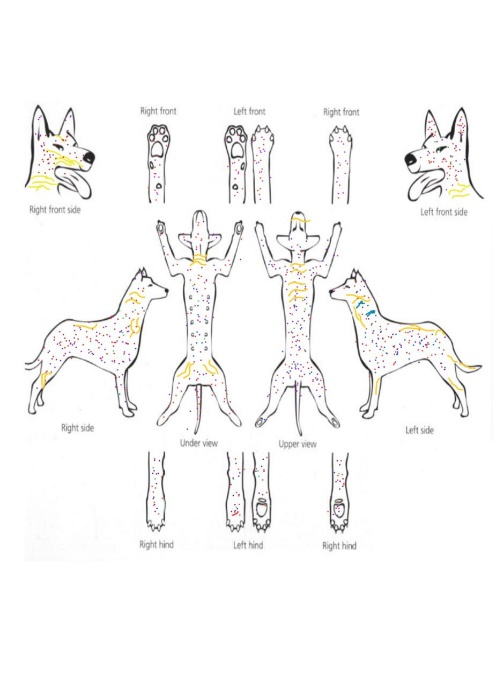 Right front
Left front
Right front
Right front side
Left front side
Right side
Under view
Upper view
Left side
Right hind
Left hind
Right hind